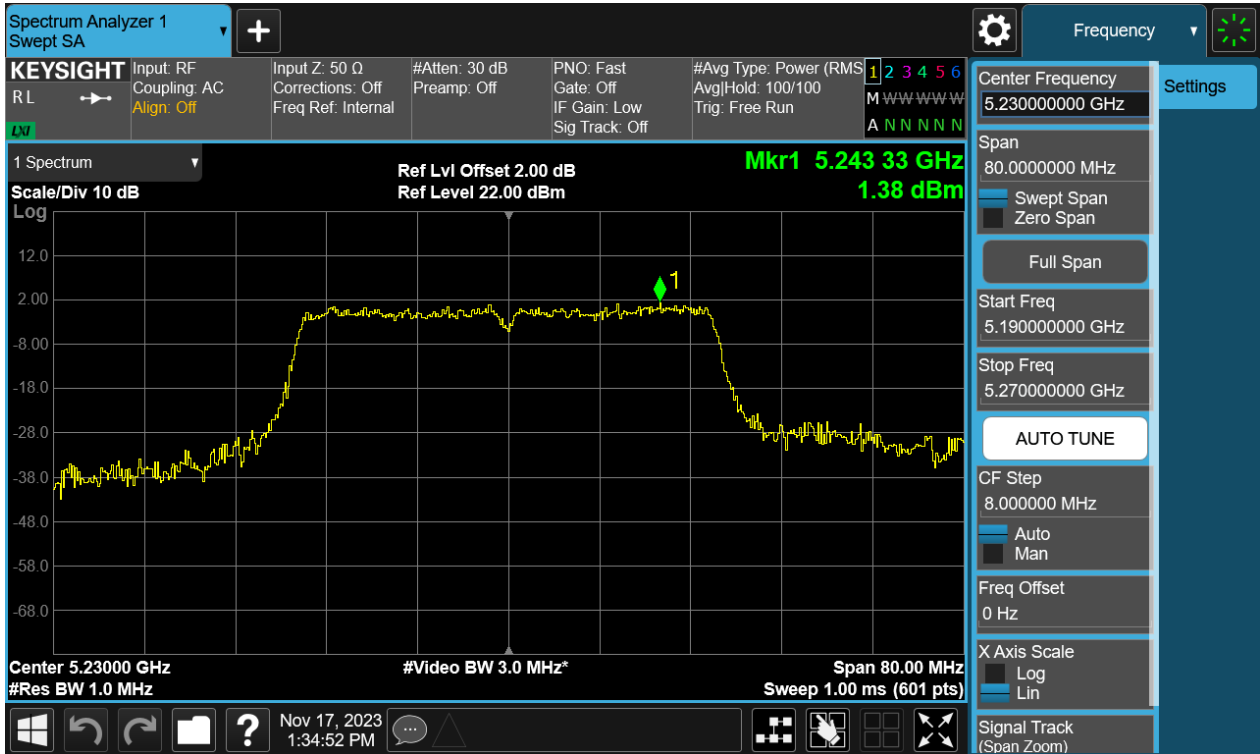 Spectrum Analyzer 1
Swept SA
+
Frequency
KEYSIGHT
RL
LXI
Input: RF
Coupling: AC
Align: Off
Input Z: 50 Ω
Corrections: Off
Freq Ref: Internal
#Atten: 30 dB
Preamp: Off
PNO: Fast
Gate: Off
IF Gain: Low
Sig Track: Off
#Avg Type: Power (RMS
Avg|Hold: 100/100
Trig: Free Run
1 2 3 4 5 6
M W W W W W
A N N N N N
1 Spectrum
Scale/Div 10 dB
Log
Ref Lvl Offset 2.00 dB
Ref Level 22.00 dBm
Mkr1 5.243 33 GHz
1.38 dBm
1
12.0
2.00
-8.00
-18.0
-28.0
-38.0
-48.0
-58.0
-68.0
Center 5.23000 GHz
#Res BW 1.0 MHz
#Video BW 3.0 MHz*
Span 80.00 MHz
Sweep 1.00 ms (601 pts)
?
Nov 17, 2023
1:34:52 PM
Center Frequency
5.230000000 GHz
Span
80.0000000 MHz
Swept Span
Zero Span
Full Span
Start Freq
5.190000000 GHz
Stop Freq
5.270000000 GHz
AUTO TUNE
CF Step
8.000000 MHz
Auto
Man
Freq Offset
0 Hz
X Axis Scale
Log
Lin
Signal Track
(Span Zoom)
Settings